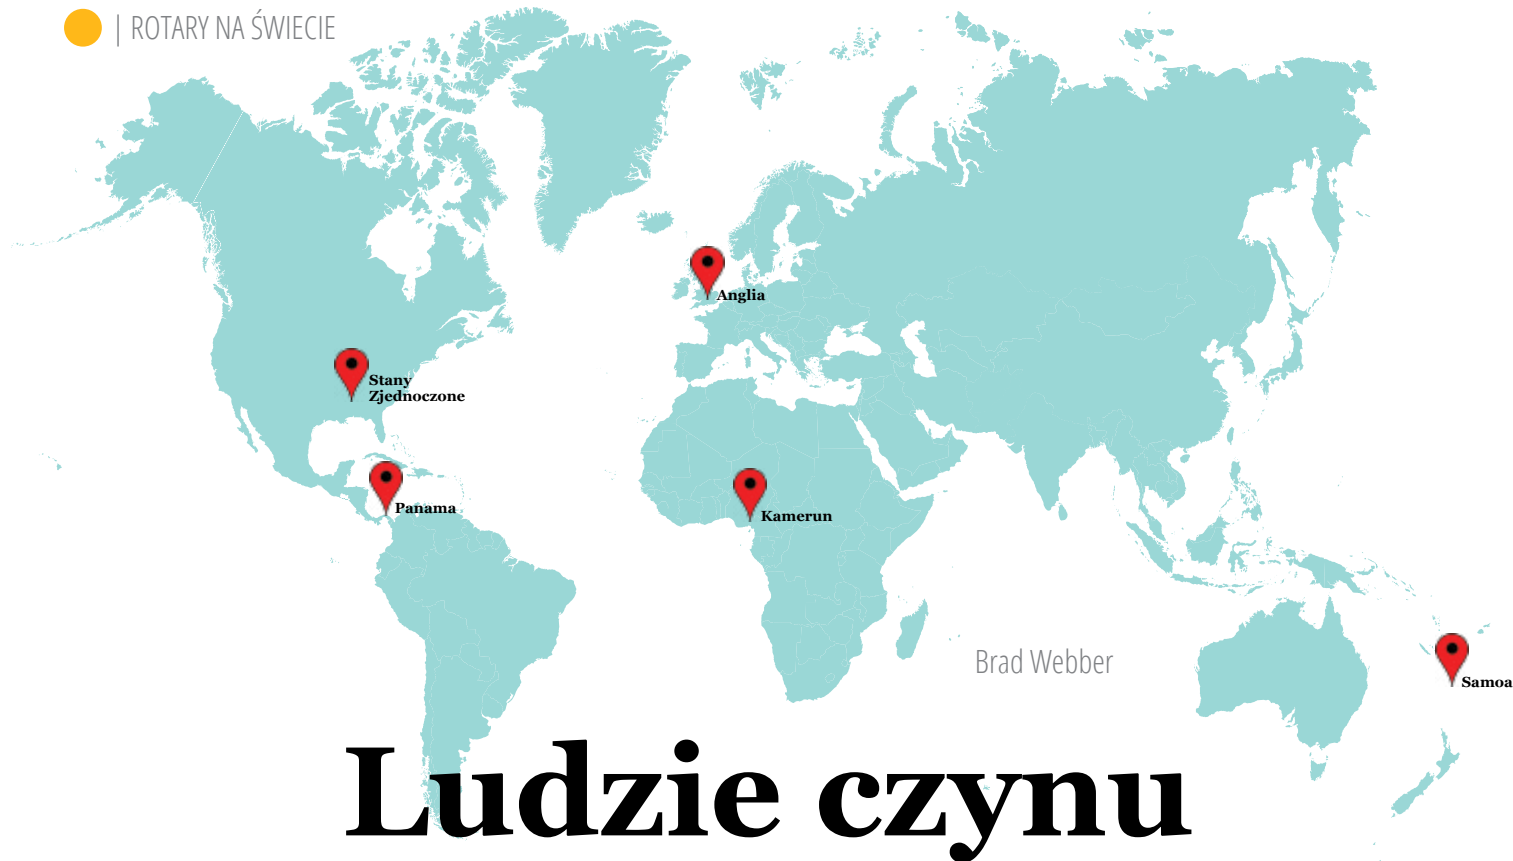 | ROTARY NA ŚWIECIE
Anglia
Stany
Zjednoczone
Panama
Kamerun
Brad Webber
Samoa
Ludzie czynu